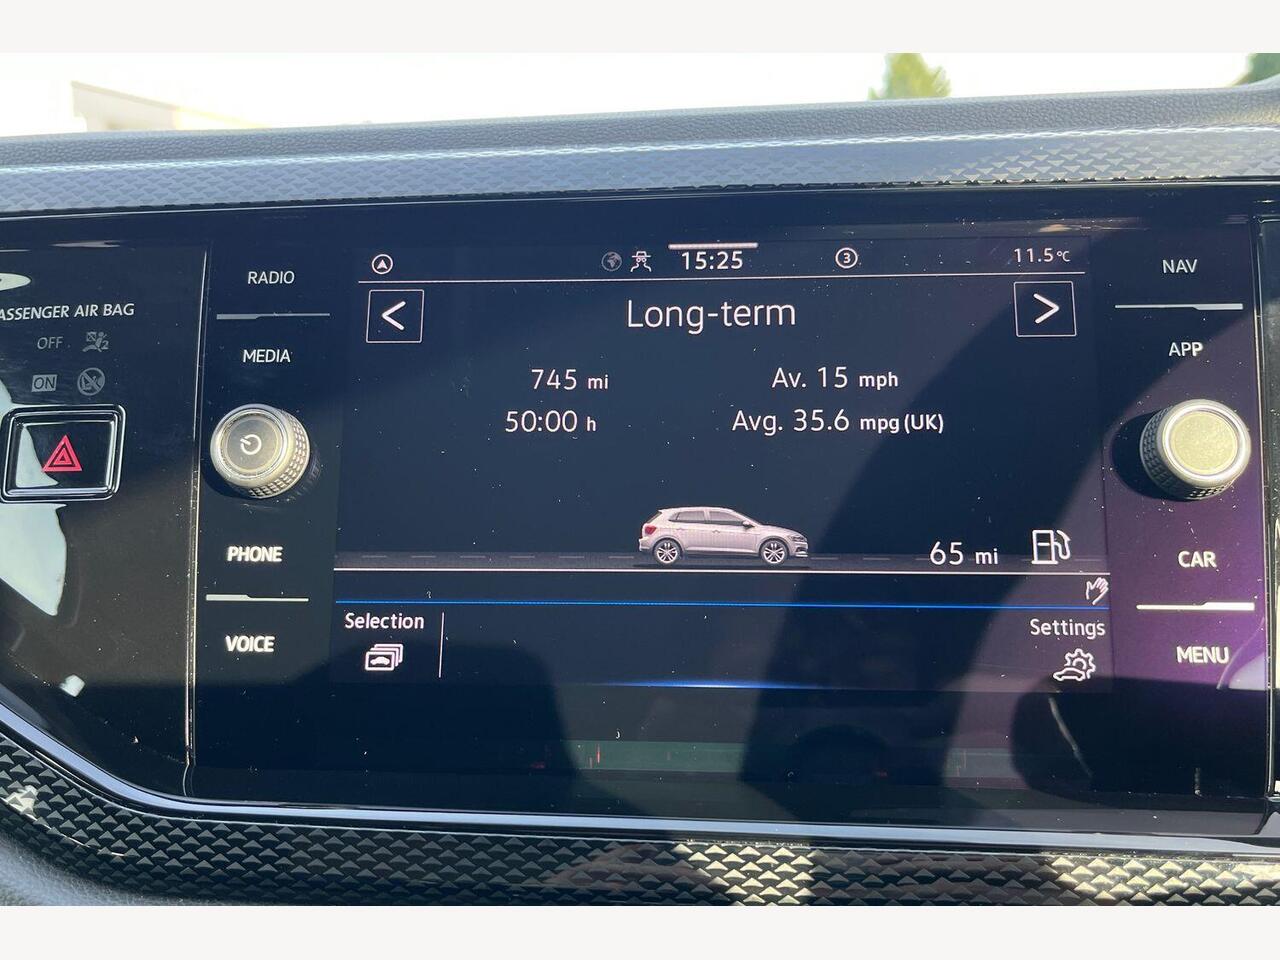 ASSENGER AIR BAG
OFF
ON
RADIO
MEDIA
PHONE
VOICE
15:25
3
11.5°C
<
Long-term
>
745 mi
Av. 15 mph
50:00 h
Avg. 35.6 mpg (UK)
65 mi
Selection
Settings
NAV
APP
CAR
MENU